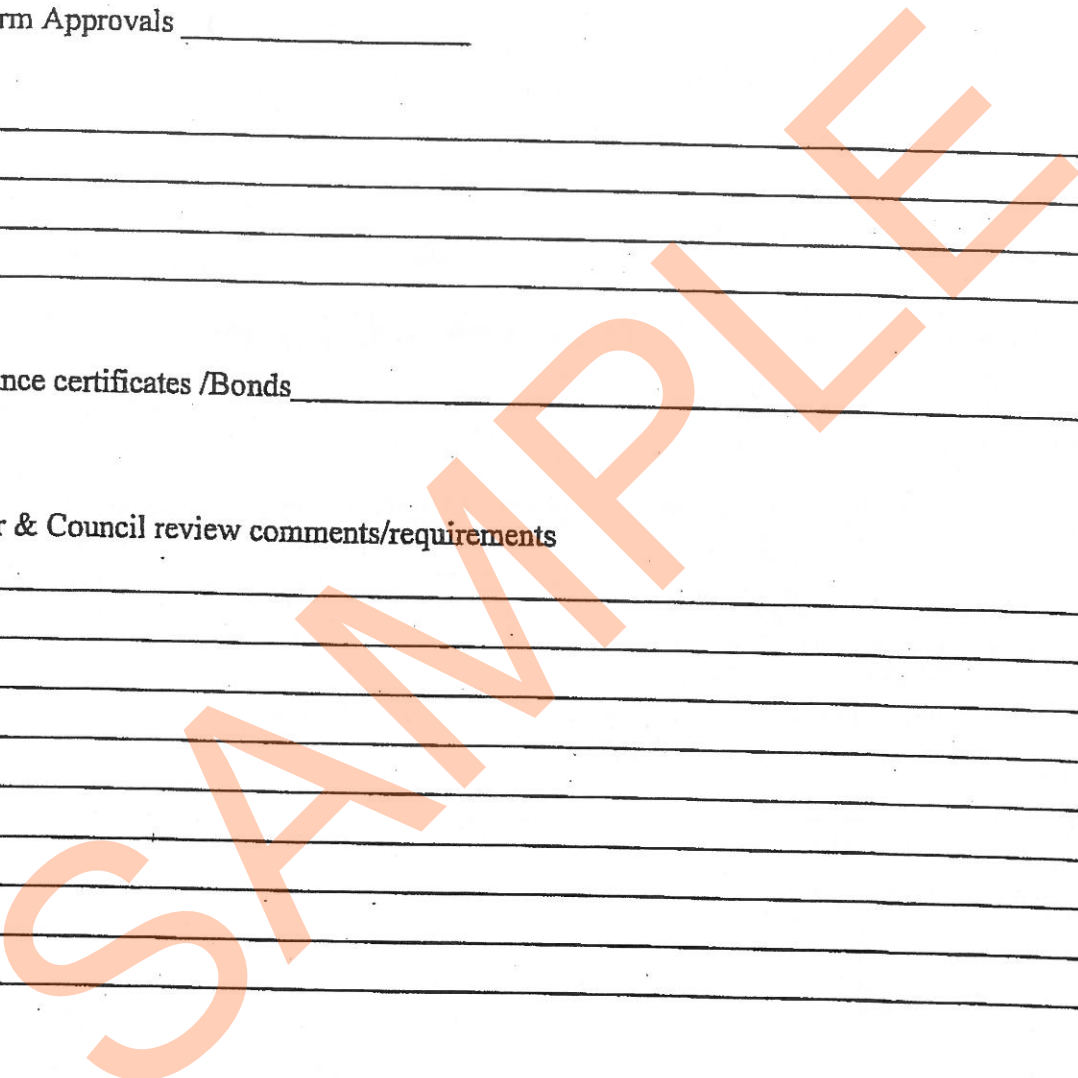 rm Approvals
nce certificates /Bonds
r & Council review comments/requirements
SAMPLE